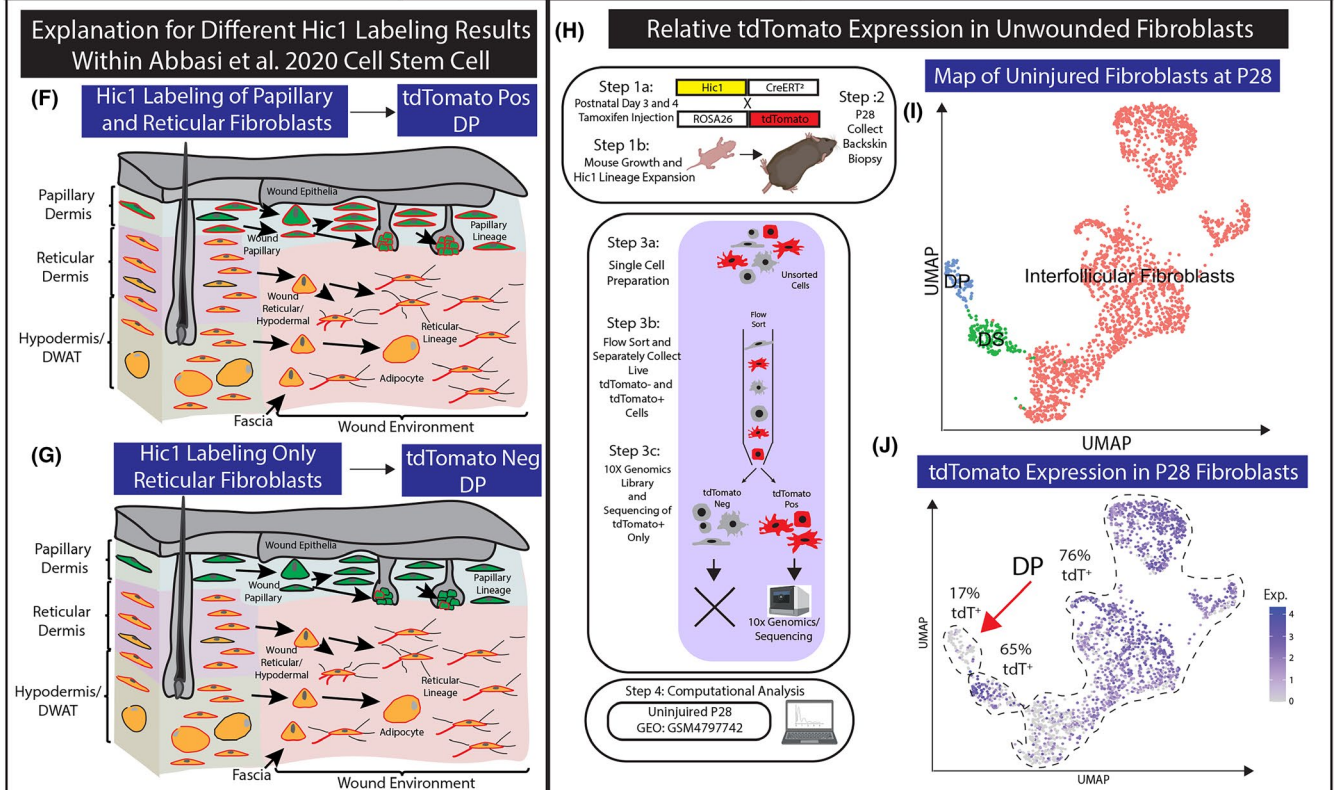 Explanation for Different Hic1 Labeling Results
Within Abbasi et al. 2020 Cell Stem Cell
(F)
Hic1 Labeling of Papillary
and Reticular Fibroblasts
tdTomato Pos
DP
Papillary
Dermis
Reticular
Dermis
Hypodermis/
DWAT
Wound Epithelia
Wound
Papillary
Papillary
Lineage
Wound
Reticular/
Hypodermal
Reticular
Lineage
Adipocyte
Fascia
Wound Environment
(G)
Hic1 Labeling Only
Reticular Fibroblasts
tdTomato Neg
DP
Papillary
Dermis
Reticular
Dermis
Hypodermis/
DWAT
Wound Epithelia
Wound
Papillary
Papillary
Lineage
Wound
Reticular/
Hypodermal
Reticular
Lineage
Adipocyte
Fascia
Wound Environment
(H)
Relative tdTomato Expression in Unwounded Fibroblasts
Step 1a:
Postnatal Day 3 and 4
Tamoxifen Injection
Hic1
CreERT²
X
ROSA26
tdTomato
Step 1b:
Mouse Growth and
Hic1 Lineage Expansion
Step :2
P28
Collect
Backskin
Biopsy
Step 3a:
Single Cell
Preparation
Unsorted
Cells
Step 3b:
Flow Sort and
Separately Collect
Live
tdTomato- and
tdTomato+
Cells
Flow
Sort
Step 3c:
10X Genomics
Library
and
Sequencing of
tdTomato+
Only
tdTomato
Neg
tdTomato
Pos
10x Genomics/
Sequencing
Step 4: Computational Analysis
Uninjuired P28
GEO: GSM4797742
(I)
Map of Uninjured Fibroblasts at P28
UMAP
DP
DS
Interfollicular Fibroblasts
UMAP
(J)
tdTomato Expression in P28 Fibroblasts
UMAP
DP
76%
tdT⁺
17%
tdT⁺
65%
tdT⁺
Exp.
4
3
2
1
0
UMAP